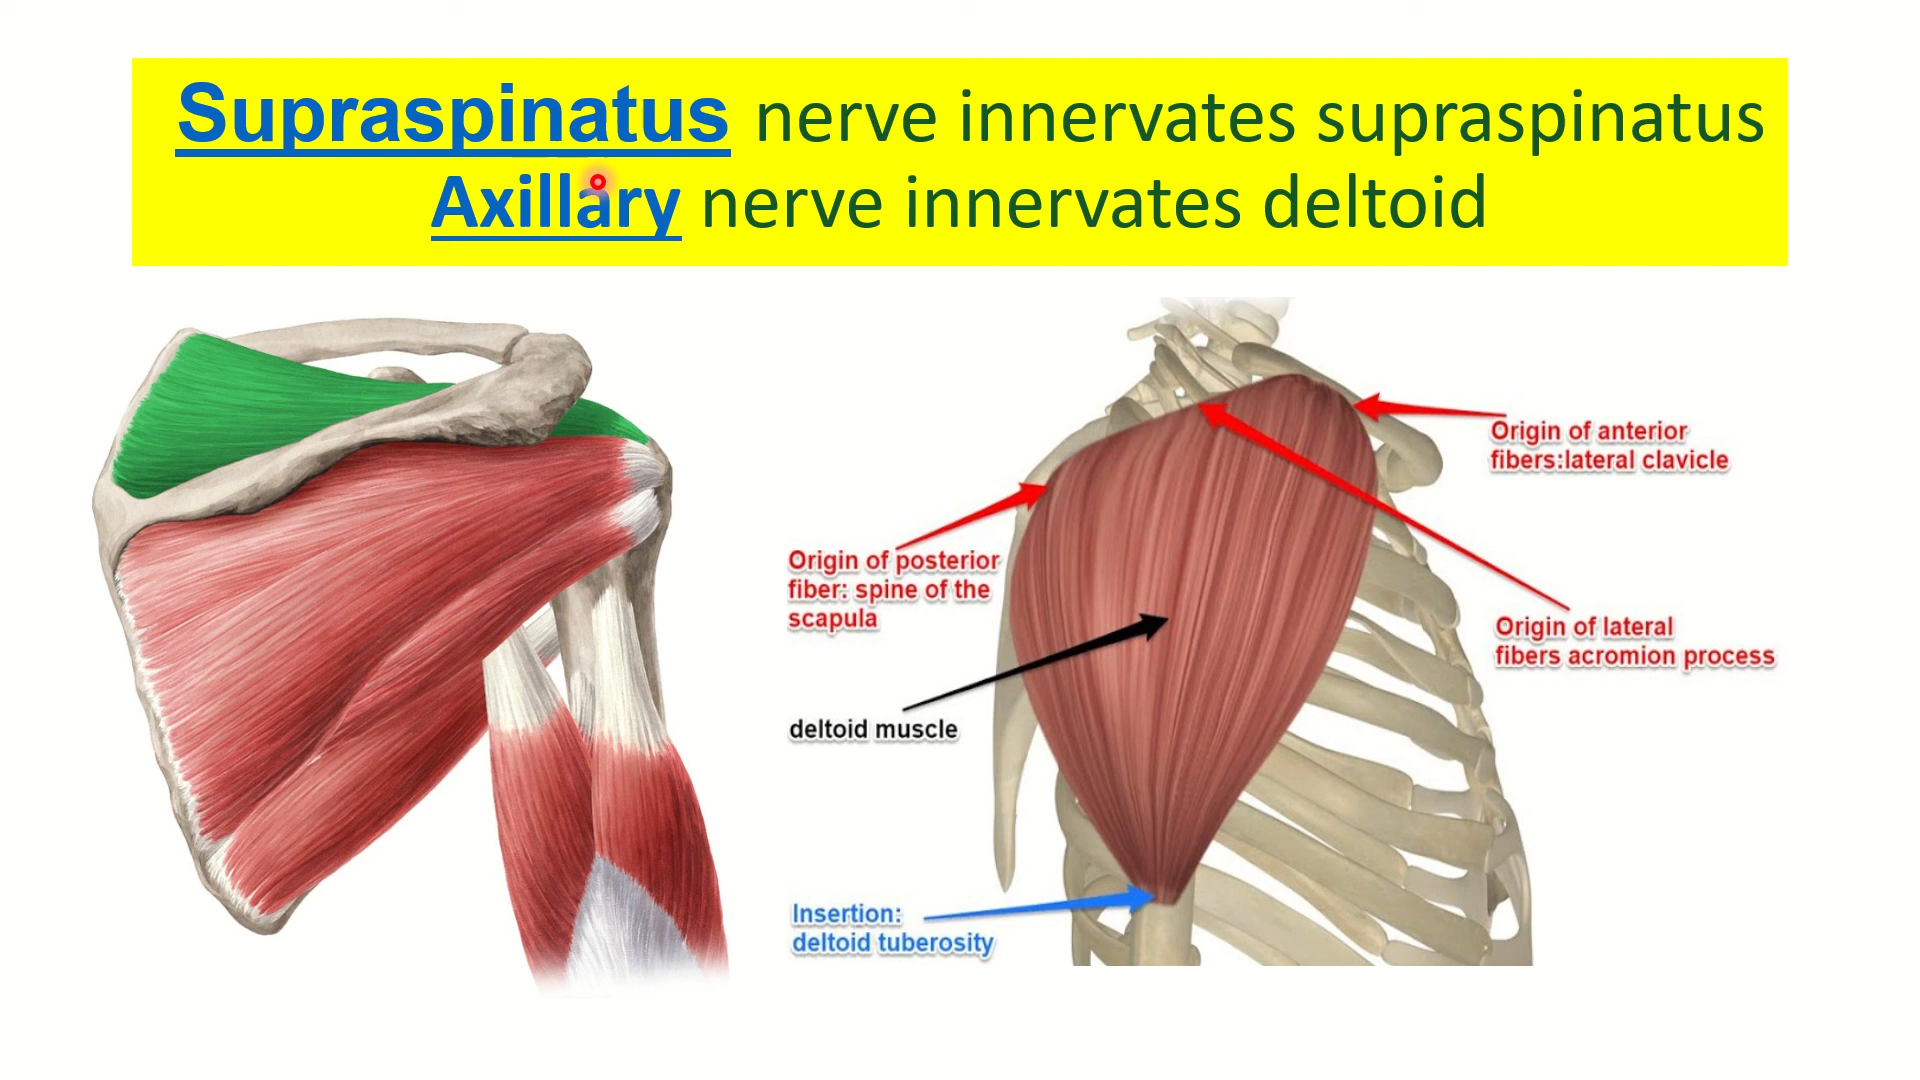 Supraspinatus nerve innervates supraspinatus
Axillary nerve innervates deltoid
Origin of anterior
fibers:lateral clavicle
Origin of posterior
fiber: spine of the
scapula
Origin of lateral
fibers acromion process
deltoid muscle
Insertion:
deltoid tuberosity